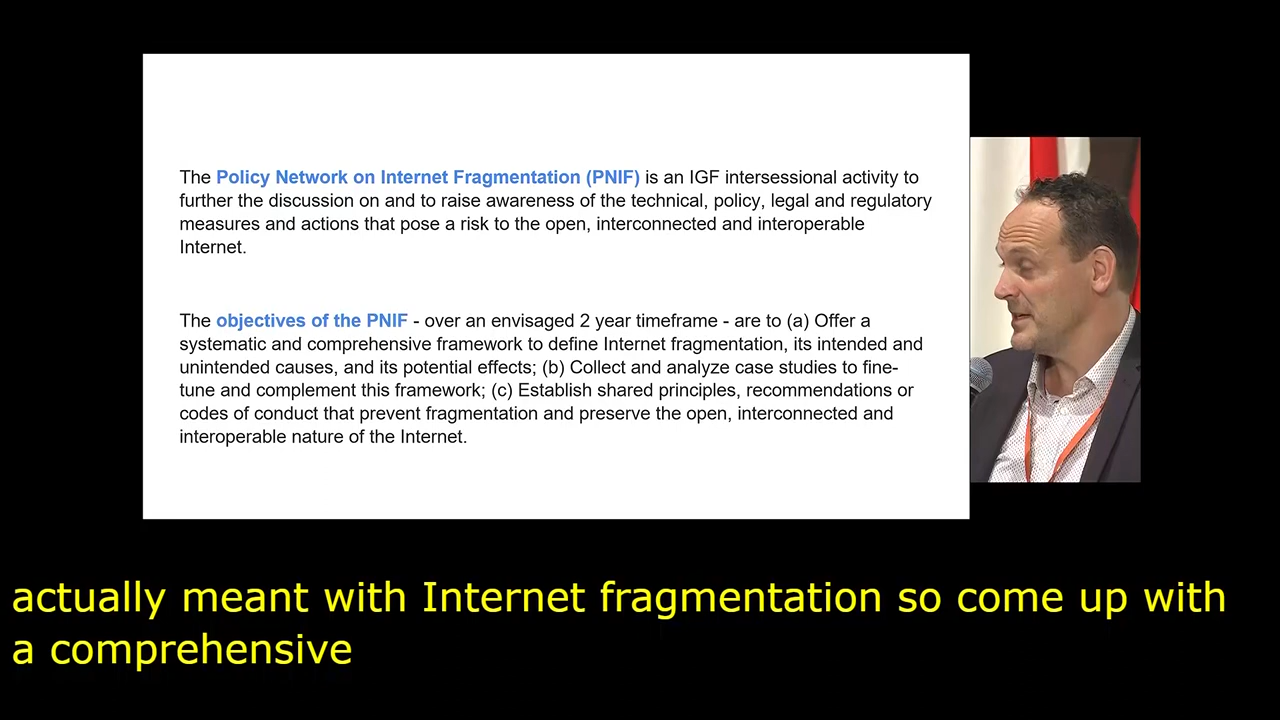 The Policy Network on Internet Fragmentation (PNIF) is an IGF intersessional activity to
further the discussion on and to raise awareness of the technical, policy, legal and regulatory
measures and actions that pose a risk to the open, interconnected and interoperable
Internet.
The objectives of the PNIF - over an envisaged 2 year timeframe - are to (a) Offer a
systematic and comprehensive framework to define Internet fragmentation, its intended and
unintended causes, and its potential effects; (b) Collect and analyze case studies to fine-
tune and complement this framework; (c) Establish shared principles, recommendations or
codes of conduct that prevent fragmentation and preserve the open, interconnected and
interoperable nature of the Internet.
actually meant with Internet fragmentation so come up with
a comprehensive